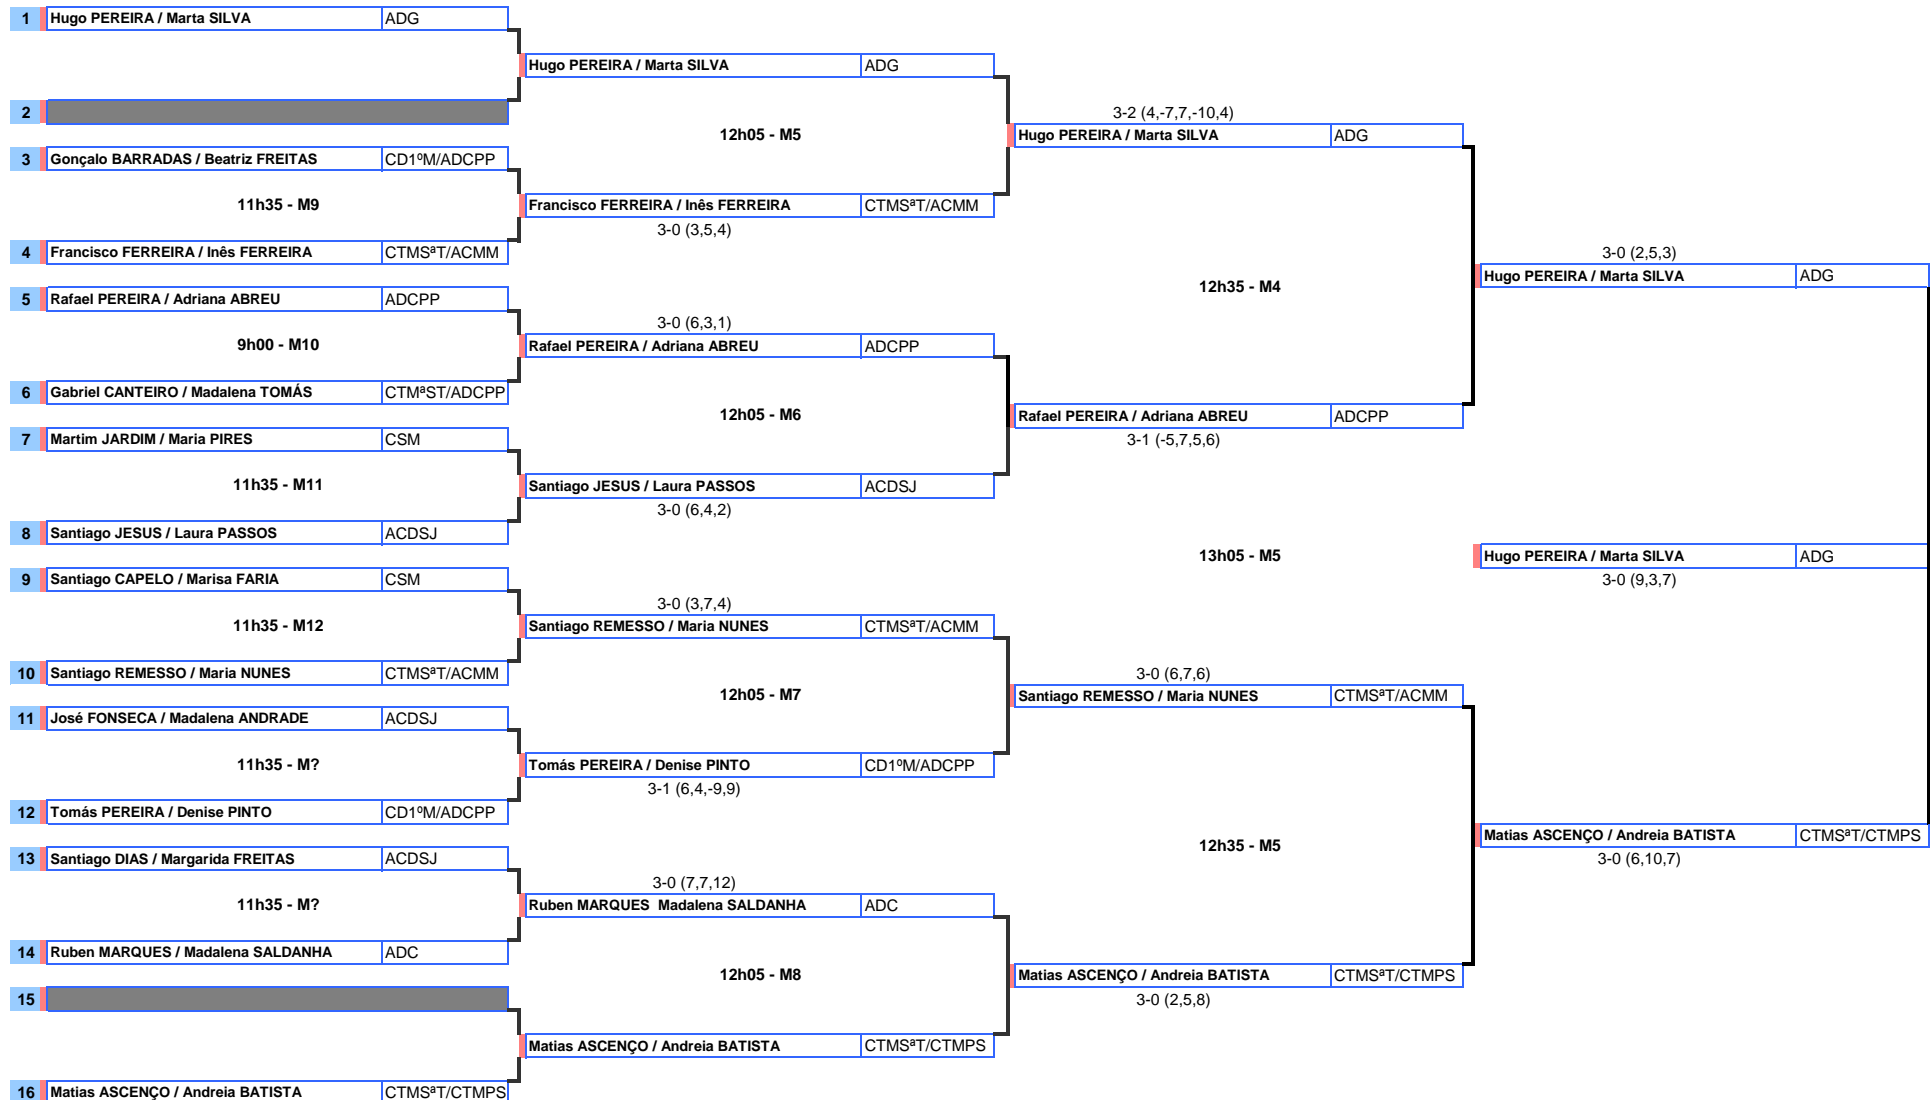 1 Hugo PEREIRA / Marta SILVA ADG
Hugo PEREIRA / Marta SILVA ADG
2
3-2 (4,-7,7,-10,4)
12h05 - M5
Hugo PEREIRA / Marta SILVA ADG
3 Gonçalo BARRADAS / Beatriz FREITAS CD1ºM/ADCPP
11h35 - M9
Francisco FERREIRA / Inês FERREIRA CTMSªT/ACMM
3-0 (3,5,4)
4 Francisco FERREIRA / Inês FERREIRA CTMSªT/ACMM
3-0 (2,5,3)
Hugo PEREIRA / Marta SILVA ADG
12h35 - M4
5 Rafael PEREIRA / Adriana ABREU ADCPP
3-0 (6,3,1)
9h00 - M10
Rafael PEREIRA / Adriana ABREU ADCPP
6 Gabriel CANTEIRO / Madalena TOMÁS CTMªST/ADCPP
12h05 - M6
Rafael PEREIRA / Adriana ABREU ADCPP
3-1 (-5,7,5,6)
7 Martim JARDIM / Maria PIRES CSM
11h35 - M11
Santiago JESUS / Laura PASSOS ACDSJ
3-0 (6,4,2)
8 Santiago JESUS / Laura PASSOS ACDSJ
13h05 - M5
Hugo PEREIRA / Marta SILVA ADG
3-0 (9,3,7)
9 Santiago CAPELO / Marisa FARIA CSM
3-0 (3,7,4)
11h35 - M12
Santiago REMESSO / Maria NUNES CTMSªT/ACMM
10 Santiago REMESSO / Maria NUNES CTMSªT/ACMM
3-0 (6,7,6)
12h05 - M7
Santiago REMESSO / Maria NUNES CTMSªT/ACMM
11 José FONSECA / Madalena ANDRADE ACDSJ
11h35 - M?
Tomás PEREIRA / Denise PINTO CD1ºM/ADCPP
3-1 (6,4,-9,9)
12 Tomás PEREIRA / Denise PINTO CD1ºM/ADCPP
12h35 - M5
Matias ASCENÇO / Andreia BATISTA CTMSªT/CTMPS
3-0 (6,10,7)
13 Santiago DIAS / Margarida FREITAS ACDSJ
3-0 (7,7,12)
11h35 - M?
Ruben MARQUES Madalena SALDANHA ADC
14 Ruben MARQUES / Madalena SALDANHA ADC
12h05 - M8
Matias ASCENÇO / Andreia BATISTA CTMSªT/CTMPS
3-0 (2,5,8)
15
Matias ASCENÇO / Andreia BATISTA CTMSªT/CTMPS
16 Matias ASCENÇO / Andreia BATISTA CTMSªT/CTMPS